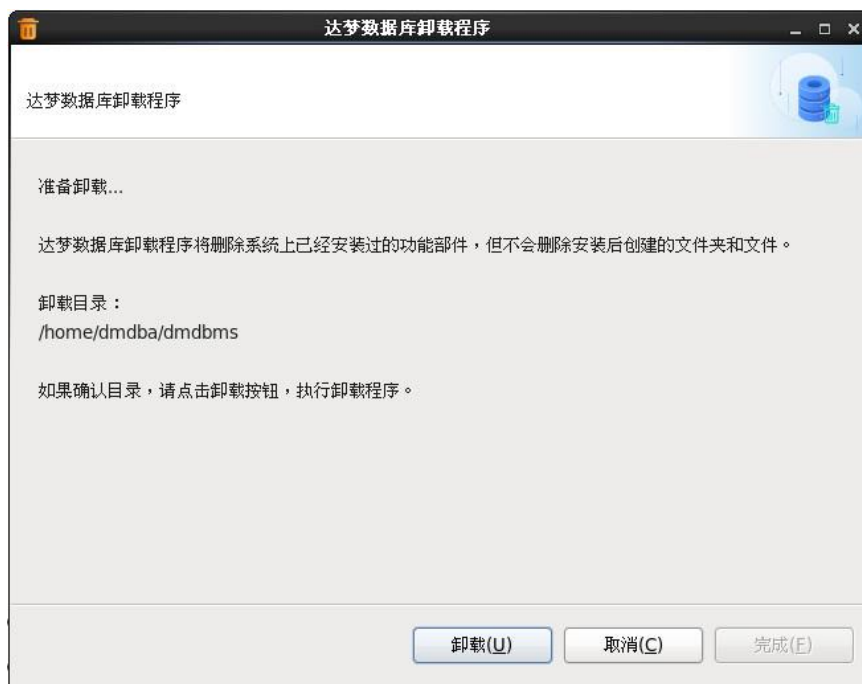 达梦数据库卸载程序
达梦数据库卸载程序
准备卸载...
达梦数据库卸载程序将删除系统上已经安装过的功能部件，但不会删除安装后创建的文件夹和文件。
卸载目录：
/home/dmdba/dmdbms
如果确认目录，请点击卸载按钮，执行卸载程序。
卸载(U) 取消(C) 完成(F)